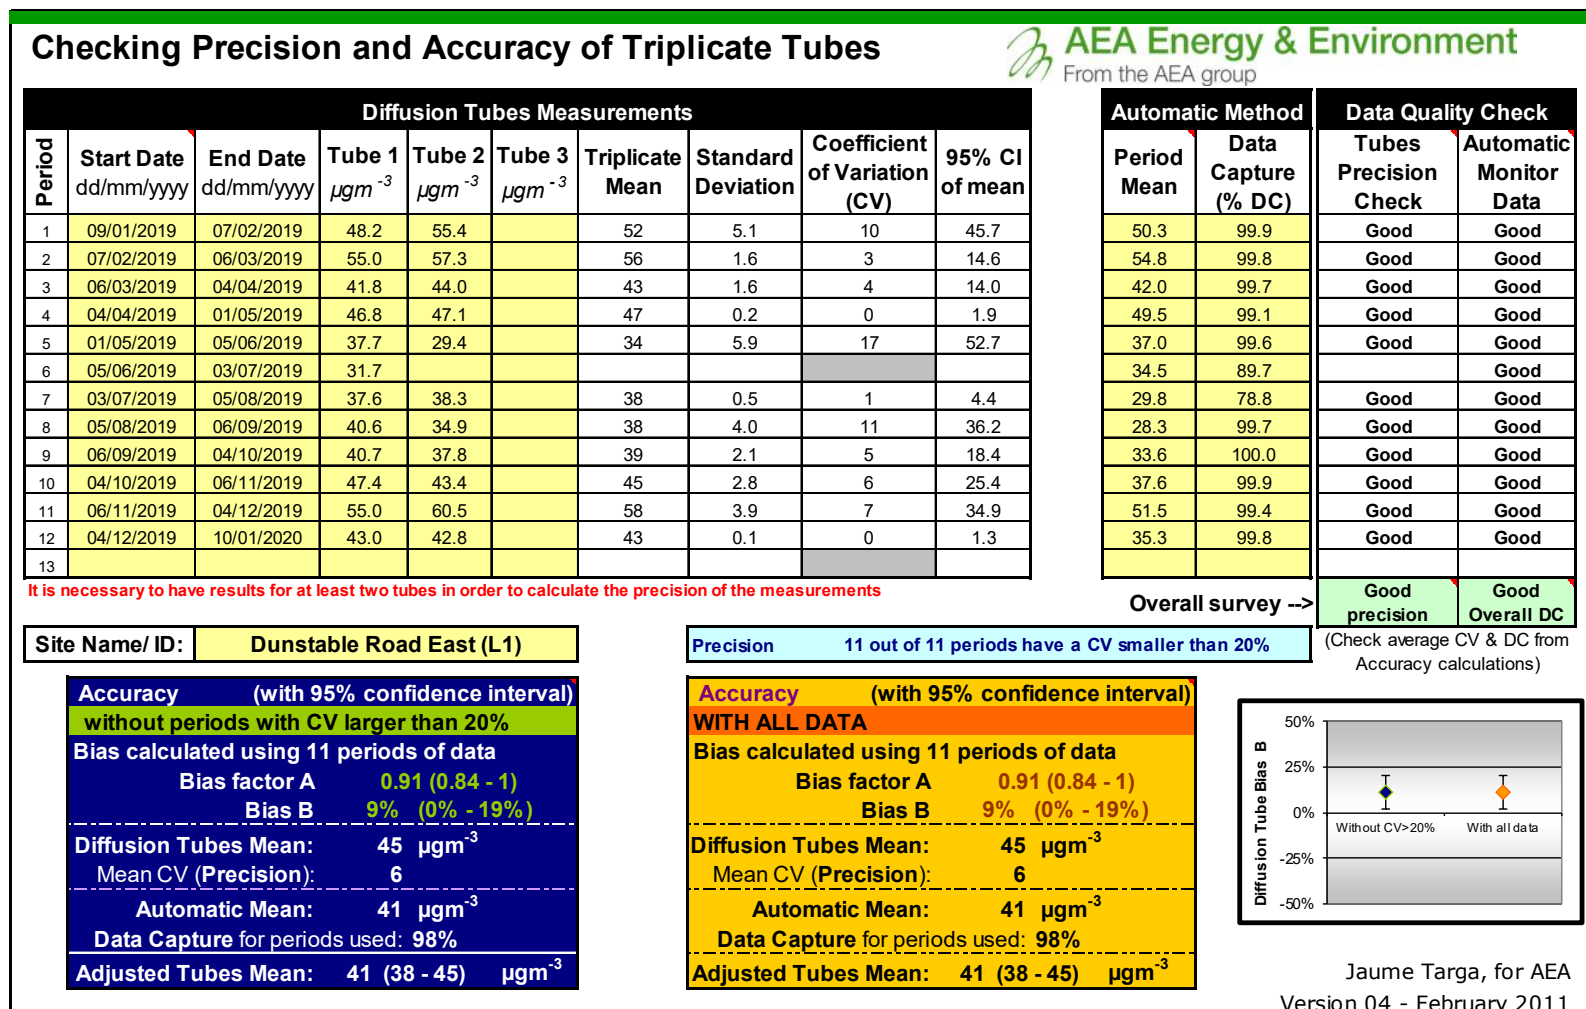 Checking Precision and Accuracy of Triplicate Tubes
AEA Energy & Environment
From the AEA group
Diffusion Tubes Measurements
Automatic Method
Data Quality Check
Period
Start Date dd/mm/yyyy
End Date dd/mm/yyyy
Tube 1 µgm⁻³
Tube 2 µgm⁻³
Tube 3 µgm⁻³
Triplicate Mean
Standard Deviation
Coefficient of Variation (CV)
95% CI of mean
Period Mean
Data Capture (% DC)
Tubes Precision Check
Automatic Monitor Data
1 09/01/2019 07/02/2019 48.2 55.4 52 5.1 10 45.7 50.3 99.9 Good Good
2 07/02/2019 06/03/2019 55.0 57.3 56 1.6 3 14.6 54.8 99.8 Good Good
3 06/03/2019 04/04/2019 41.8 44.0 43 1.6 4 14.0 42.0 99.7 Good Good
4 04/04/2019 01/05/2019 46.8 47.1 47 0.2 0 1.9 49.5 99.1 Good Good
5 01/05/2019 05/06/2019 37.7 29.4 34 5.9 17 52.7 37.0 99.6 Good Good
6 05/06/2019 03/07/2019 31.7 34.5 89.7 Good
7 03/07/2019 05/08/2019 37.6 38.3 38 0.5 1 4.4 29.8 78.8 Good Good
8 05/08/2019 06/09/2019 40.6 34.9 38 4.0 11 36.2 28.3 99.7 Good Good
9 06/09/2019 04/10/2019 40.7 37.8 39 2.1 5 18.4 33.6 100.0 Good Good
10 04/10/2019 06/11/2019 47.4 43.4 45 2.8 6 25.4 37.6 99.9 Good Good
11 06/11/2019 04/12/2019 55.0 60.5 58 3.9 7 34.9 51.5 99.4 Good Good
12 04/12/2019 10/01/2020 43.0 42.8 43 0.1 0 1.3 35.3 99.8 Good Good
13
It is necessary to have results for at least two tubes in order to calculate the precision of the measurements
Overall survey -->
Good precision
Good Overall DC
Site Name/ ID: Dunstable Road East (L1)
Precision 11 out of 11 periods have a CV smaller than 20%
(Check average CV & DC from
Accuracy calculations)
Accuracy (with 95% confidence interval)
without periods with CV larger than 20%
Bias calculated using 11 periods of data
Bias factor A 0.91 (0.84 - 1)
Bias B 9% (0% - 19%)
Diffusion Tubes Mean: 45 µgm⁻³
Mean CV (Precision): 6
Automatic Mean: 41 µgm⁻³
Data Capture for periods used: 98%
Adjusted Tubes Mean: 41 (38 - 45) µgm⁻³
Accuracy (with 95% confidence interval)
WITH ALL DATA
Bias calculated using 11 periods of data
Bias factor A 0.91 (0.84 - 1)
Bias B 9% (0% - 19%)
Diffusion Tubes Mean: 45 µgm⁻³
Mean CV (Precision): 6
Automatic Mean: 41 µgm⁻³
Data Capture for periods used: 98%
Adjusted Tubes Mean: 41 (38 - 45) µgm⁻³
Diffusion Tube Bias B
50%
25%
0%
-25%
-50%
Without CV>20%
With all data
Jaume Targa, for AEA
Version 04 - February 2011